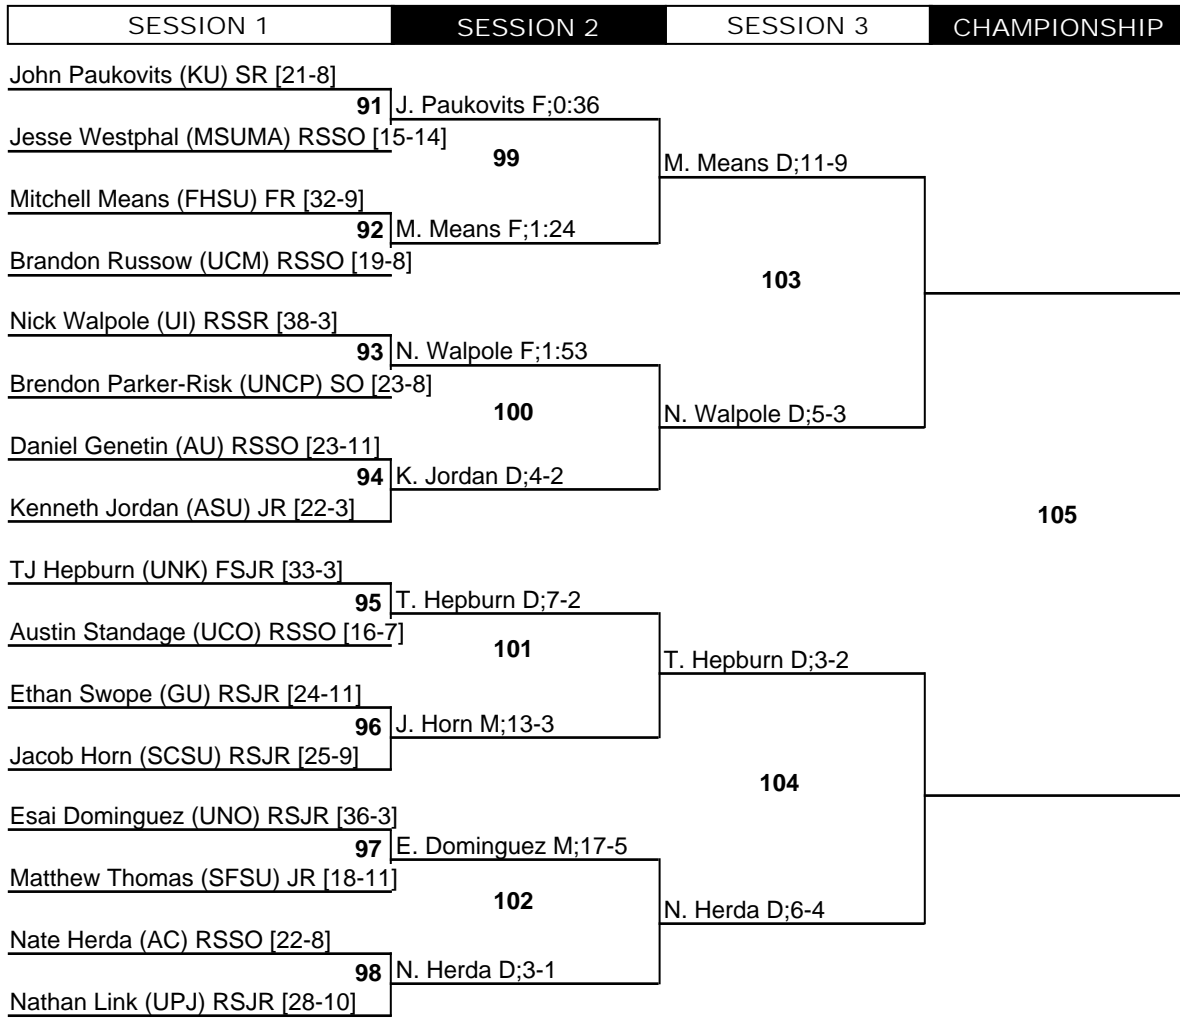 SESSION 1 SESSION 2 SESSION 3 CHAMPIONSHIP
John Paukovits (KU) SR [21-8]
91 J. Paukovits F;0:36
Jesse Westphal (MSUMA) RSSO [15-14]
99
M. Means D;11-9
Mitchell Means (FHSU) FR [32-9]
92 M. Means F;1:24
Brandon Russow (UCM) RSSO [19-8]
103
Nick Walpole (UI) RSSR [38-3]
93 N. Walpole F;1:53
Brendon Parker-Risk (UNCP) SO [23-8]
100
N. Walpole D;5-3
Daniel Genetin (AU) RSSO [23-11]
94 K. Jordan D;4-2
Kenneth Jordan (ASU) JR [22-3]
105
TJ Hepburn (UNK) FSJR [33-3]
95 T. Hepburn D;7-2
Austin Standage (UCO) RSSO [16-7]
101
T. Hepburn D;3-2
Ethan Swope (GU) RSJR [24-11]
96 J. Horn M;13-3
Jacob Horn (SCSU) RSJR [25-9]
104
Esai Dominguez (UNO) RSJR [36-3]
97 E. Dominguez M;17-5
Matthew Thomas (SFSU) JR [18-11]
102
N. Herda D;6-4
Nate Herda (AC) RSSO [22-8]
98 N. Herda D;3-1
Nathan Link (UPJ) RSJR [28-10]